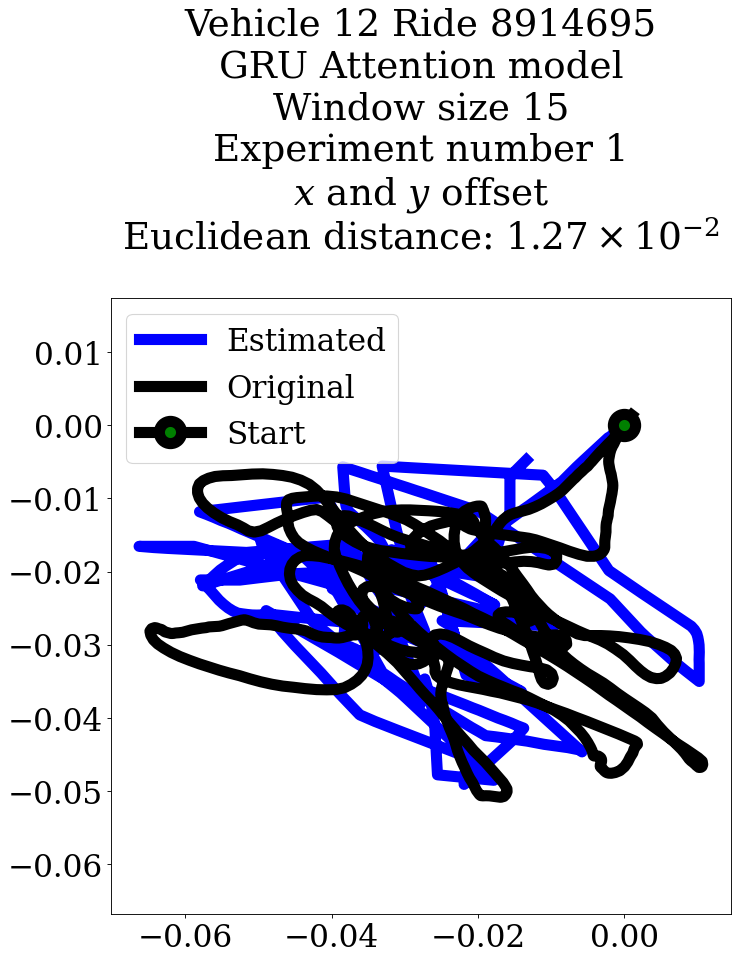 Vehicle 12 Ride 8914695
GRU Attention model
Window size 15
Experiment number 1
x and y offset
Euclidean distance: 1.27 × 10⁻²
Estimated
Original
Start
0.01
0.00
−0.01
−0.02
−0.03
−0.04
−0.05
−0.06
−0.06 −0.04 −0.02 0.00